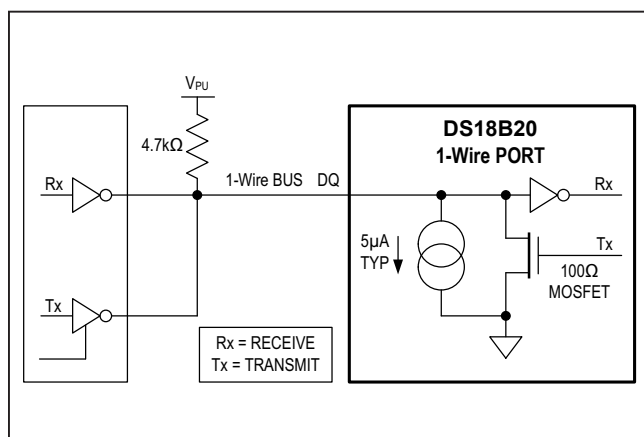 VPU
4.7kΩ
Rx
1-Wire BUS DQ
Tx
Rx = RECEIVE
Tx = TRANSMIT
DS18B20
1-Wire PORT
Rx
5µA
TYP
Tx
100Ω
MOSFET